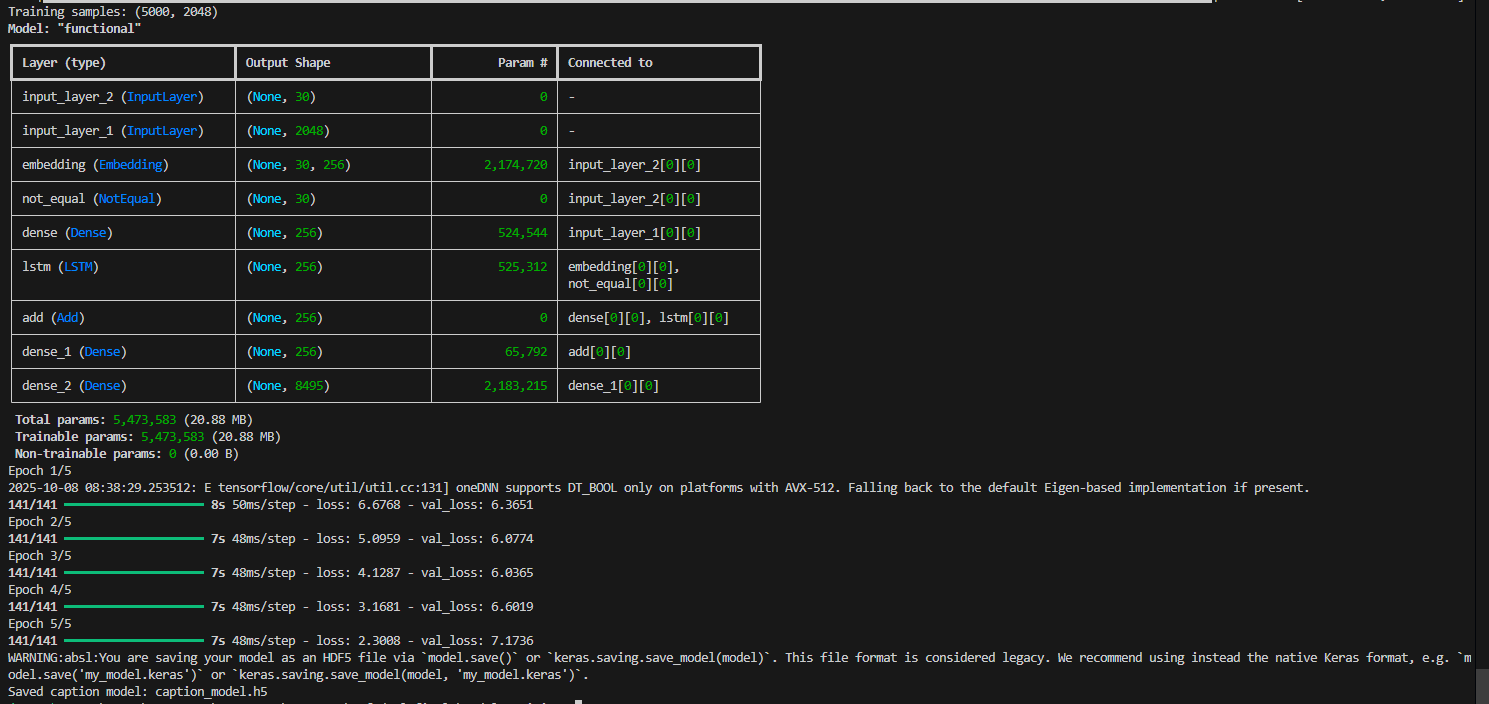 Training samples: (5000, 2048)
Model: "functional"
Layer (type) Output Shape Param # Connected to
input_layer_2 (InputLayer) (None, 30) 0 -
input_layer_1 (InputLayer) (None, 2048) 0 -
embedding (Embedding) (None, 30, 256) 2,174,720 input_layer_2[0][0]
not_equal (NotEqual) (None, 30) 0 input_layer_2[0][0]
dense (Dense) (None, 256) 524,544 input_layer_1[0][0]
lstm (LSTM) (None, 256) 525,312 embedding[0][0],
not_equal[0][0]
add (Add) (None, 256) 0 dense[0][0], lstm[0][0]
dense_1 (Dense) (None, 256) 65,792 add[0][0]
dense_2 (Dense) (None, 8495) 2,183,215 dense_1[0][0]
Total params: 5,473,583 (20.88 MB)
Trainable params: 5,473,583 (20.88 MB)
Non-trainable params: 0 (0.00 B)
Epoch 1/5
2025-10-08 08:38:29.253512: E tensorflow/core/util/util.cc:131] oneDNN supports DT_BOOL only on platforms with AVX-512. Falling back to the default Eigen-based implementation if present.
141/141 8s 50ms/step - loss: 6.6768 - val_loss: 6.3651
Epoch 2/5
141/141 7s 48ms/step - loss: 5.0959 - val_loss: 6.0774
Epoch 3/5
141/141 7s 48ms/step - loss: 4.1287 - val_loss: 6.0365
Epoch 4/5
141/141 7s 48ms/step - loss: 3.1681 - val_loss: 6.6019
Epoch 5/5
141/141 7s 48ms/step - loss: 2.3008 - val_loss: 7.1736
WARNING:absl:You are saving your model as an HDF5 file via `model.save()` or `keras.saving.save_model(model)`. This file format is considered legacy. We recommend using instead the native Keras format, e.g. `m
odel.save('my_model.keras')` or `keras.saving.save_model(model, 'my_model.keras')`.
Saved caption model: caption_model.h5